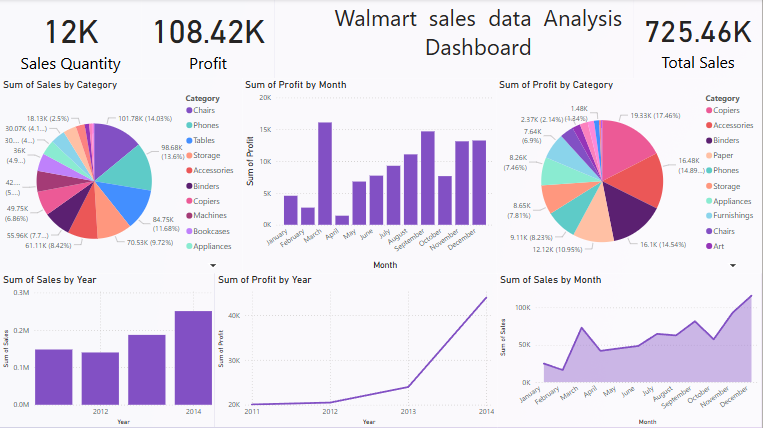 12K
Sales Quantity
108.42K
Profit
Walmart sales data Analysis
Dashboard
725.46K
Total Sales
Sum of Sales by Category
18.13K (2.5%)
30.07K (4.1...)
30.... (4...)
36K
(4.9...)
42....
(5....)
49.75K
(6.86%)
55.96K (7.7...)
61.11K (8.42%)
70.53K (9.72%)
84.75K
(11.68%)
98.68K
(13.6%)
101.78K (14.03%)
Category
Chairs
Phones
Tables
Storage
Accessories
Binders
Copiers
Machines
Bookcases
Appliances
Sum of Profit by Month
Sum of Profit
20K
15K
10K
5K
0K
January
February
March
April
May
June
July
August
September
October
November
December
Month
Sum of Profit by Category
1.48K
2.37K (2.14%)
7.64K
(6.9%)
8.26K
(7.46%)
8.65K
(7.81%)
9.11K (8.23%)
12.12K (10.95%)
16.1K (14.54%)
16.48K
(14.89...)
19.33K (17.46%)
Category
Copiers
Accessories
Binders
Paper
Phones
Storage
Appliances
Furnishings
Chairs
Art
Sum of Sales by Year
Sum of Sales
0.3M
0.2M
0.1M
0.0M
2012
2014
Year
Sum of Profit by Year
Sum of Profit
40K
30K
20K
2011
2012
2013
2014
Year
Sum of Sales by Month
Sum of Sales
100K
50K
0K
January
February
March
April
May
June
July
August
September
October
November
December
Month